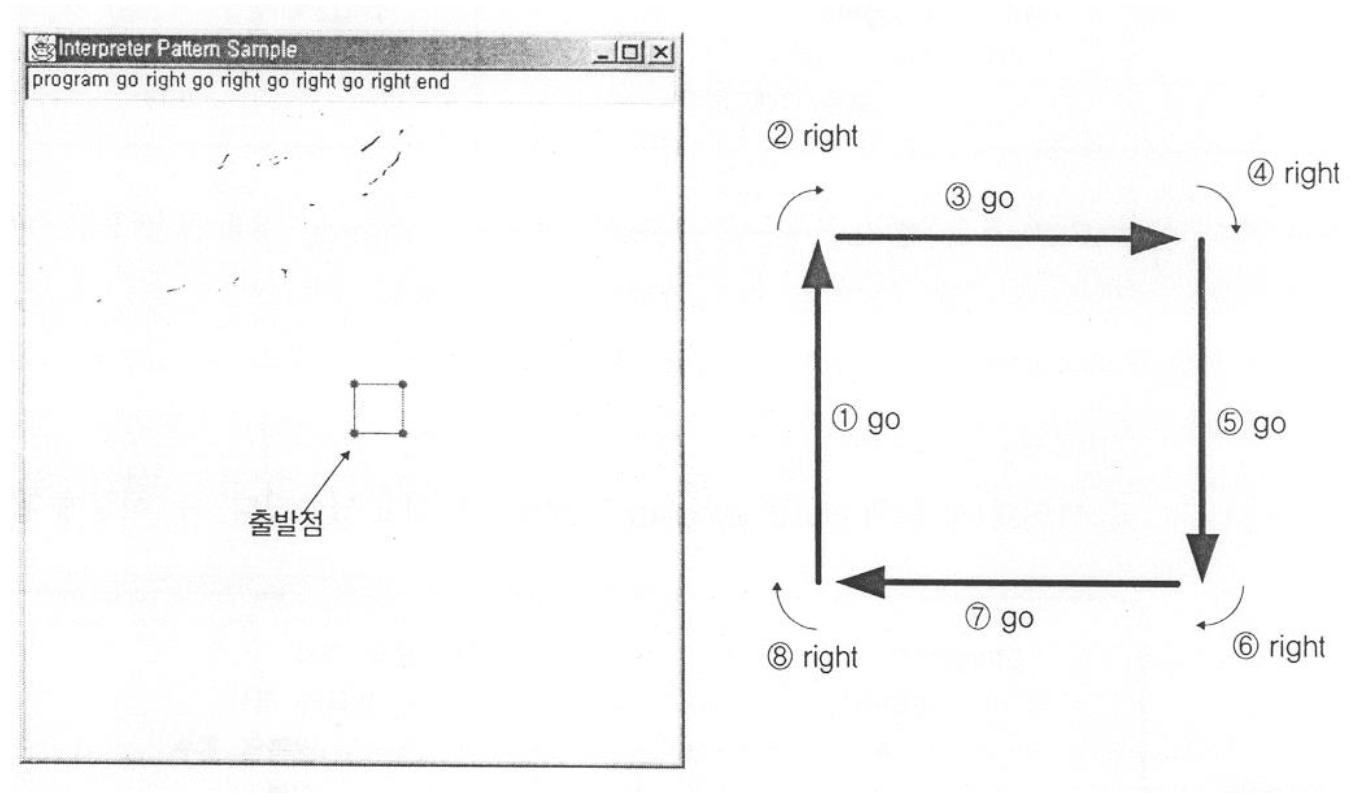 Interpreter Pattern Sample
program go right go right go right go right end
출발점
② right
③ go
④ right
① go
⑤ go
⑦ go
⑧ right
⑥ right